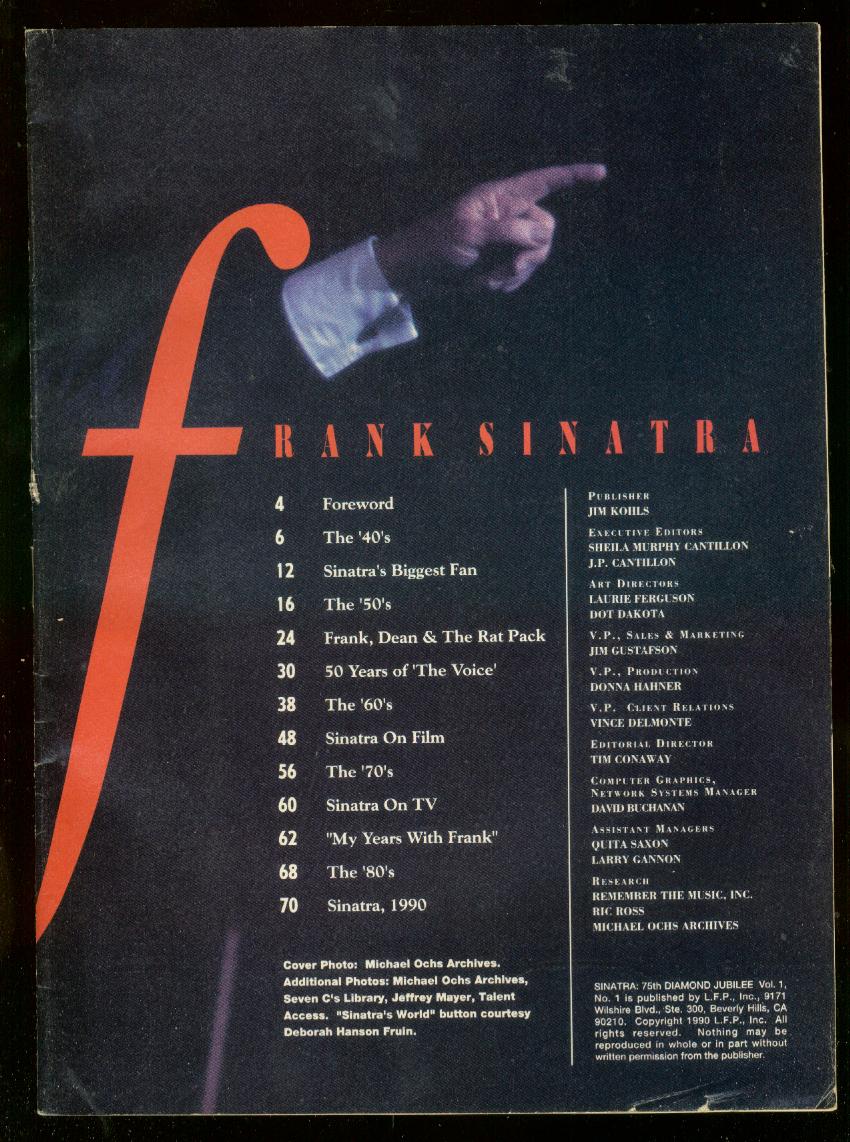 fRANK SINATRA
4 Foreword
6 The '40's
12 Sinatra's Biggest Fan
16 The '50's
24 Frank, Dean & The Rat Pack
30 50 Years of 'The Voice'
38 The '60's
48 Sinatra On Film
56 The '70's
60 Sinatra On TV
62 "My Years With Frank"
68 The '80's
70 Sinatra, 1990
Cover Photo: Michael Ochs Archives.
Additional Photos: Michael Ochs Archives,
Seven C's Library, Jeffrey Mayer, Talent
Access. "Sinatra's World" button courtesy
Deborah Hanson Fruin.
PUBLISHER
JIM KOHLS
EXECUTIVE EDITORS
SHEILA MURPHY CANTILLON
J.P. CANTILLON
ART DIRECTORS
LAURIE FERGUSON
DOT DAKOTA
V.P., SALES & MARKETING
JIM GUSTAFSON
V.P., PRODUCTION
DONNA HAHNER
V.P. CLIENT RELATIONS
VINCE DELMONTE
EDITORIAL DIRECTOR
TIM CONAWAY
COMPUTER GRAPHICS,
NETWORK SYSTEMS MANAGER
DAVID BUCHANAN
ASSISTANT MANAGERS
QUITA SAXON
LARRY GANNON
RESEARCH
REMEMBER THE MUSIC, INC.
RIC ROSS
MICHAEL OCHS ARCHIVES
SINATRA: 75th DIAMOND JUBILEE Vol. 1,
No. 1 is published by L.F.P., Inc., 9171
Wilshire Blvd., Ste. 300, Beverly Hills, CA
90210. Copyright 1990 L.F.P., Inc. All
rights reserved. Nothing may be
reproduced in whole or in part without
written permission from the publisher.